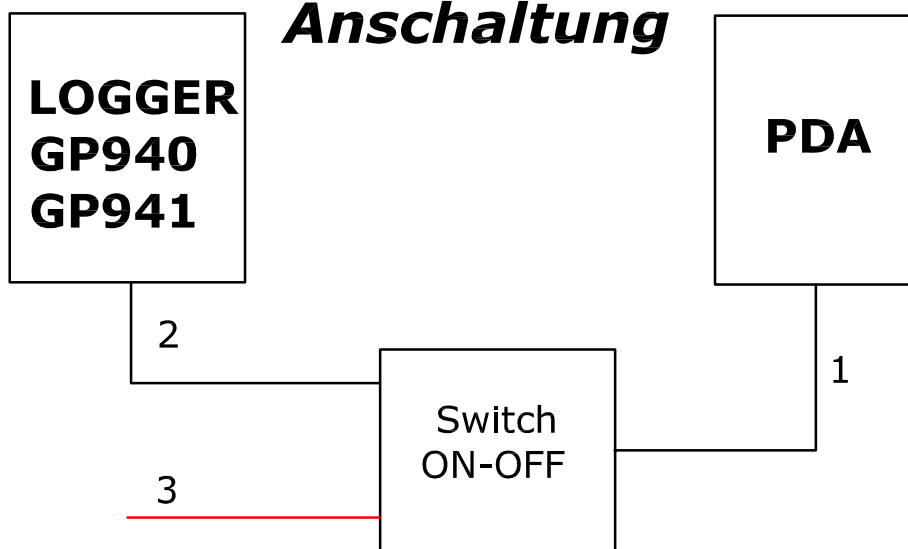 Anschaltung
LOGGER
GP940
GP941
PDA
2
1
Switch
ON-OFF
3